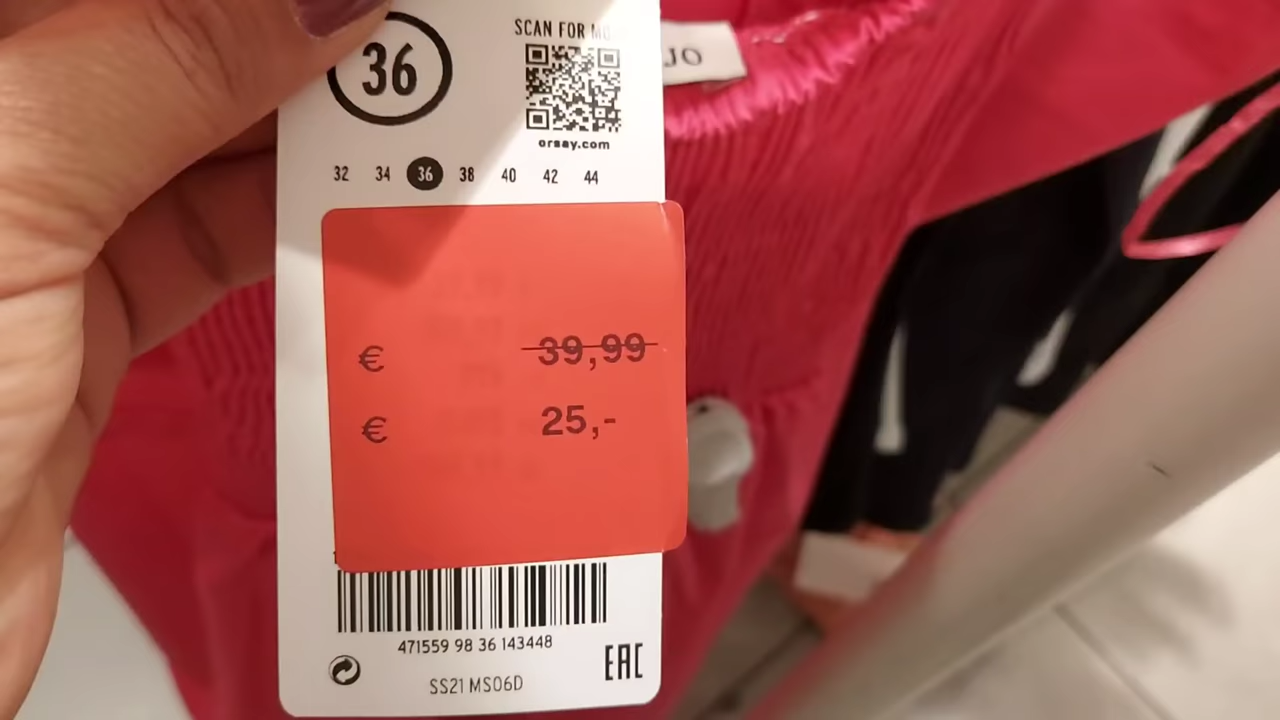 36
SCAN FOR MO
orsay.com
JO
32 34 36 38 40 42 44
€ 39,99
€ 25,-
471559 98 36 143448
SS21 MS06D
EAC